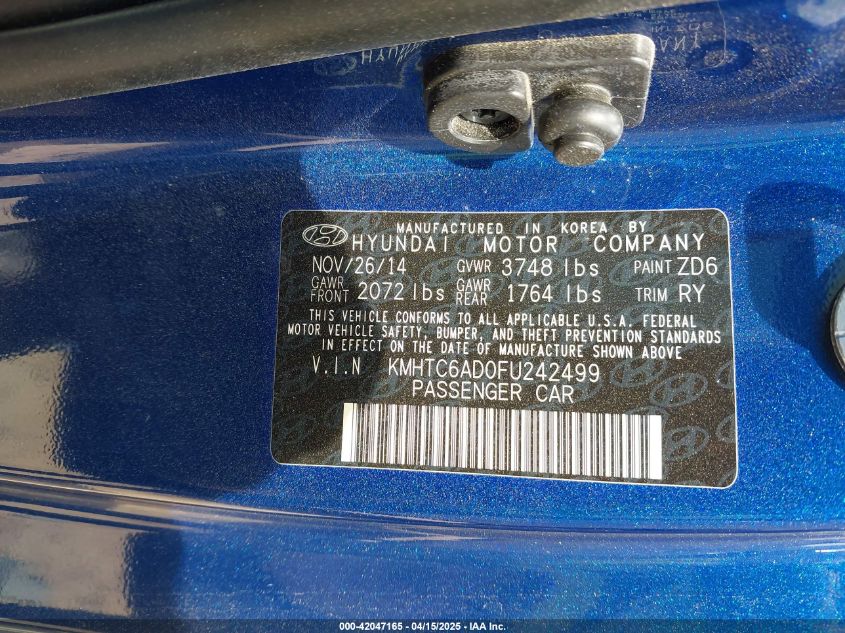 MANUFACTURED IN KOREA BY
HYUNDAI MOTOR COMPANY
NOV/26/14 GVWR 3748 lbs PAINT ZD6
GAWR FRONT 2072 lbs GAWR REAR 1764 lbs TRIM RY
THIS VEHICLE CONFORMS TO ALL APPLICABLE U.S.A. FEDERAL
MOTOR VEHICLE SAFETY, BUMPER, AND THEFT PREVENTION STANDARDS
IN EFFECT ON THE DATE OF MANUFACTURE SHOWN ABOVE
V.I.N KMHTC6AD0FU242499
PASSENGER CAR
000-42047165 - 04/15/2025 - IAA Inc.